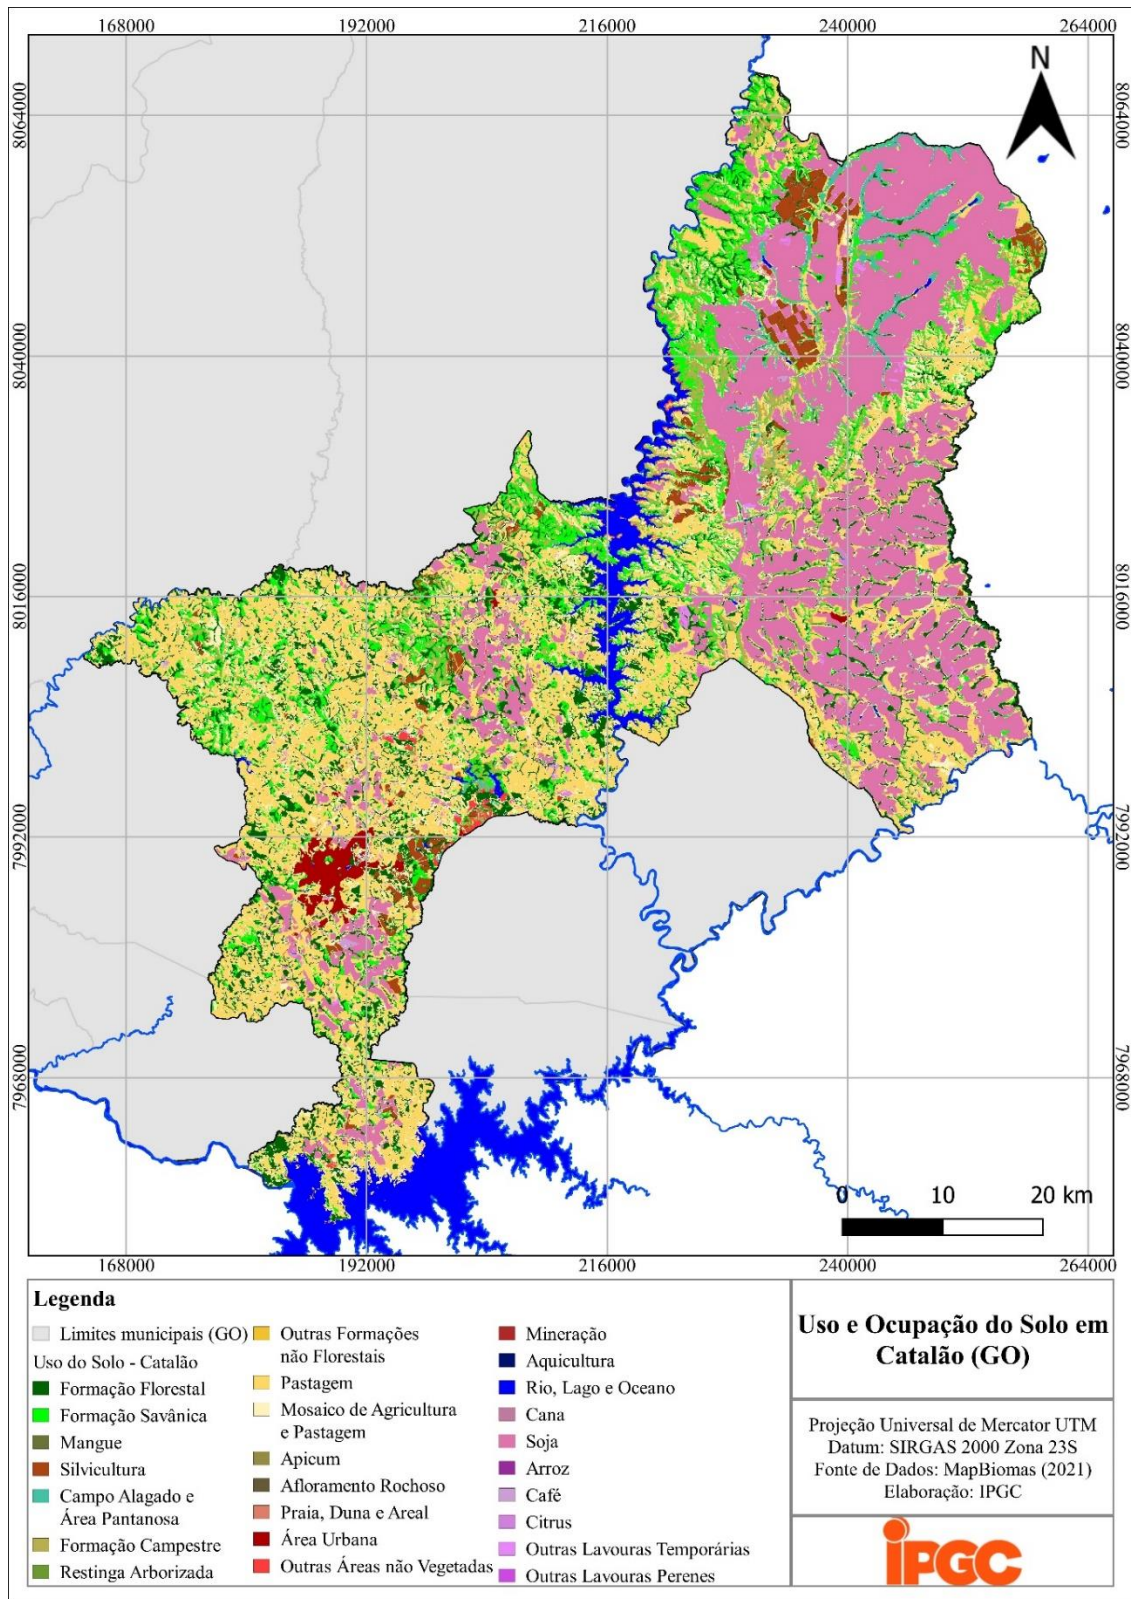 168000 192000 216000 240000 264000
N
8064000 8064000
8040000 8040000
8016000 8016000
7992000 7992000
7968000 7968000
0 10 20 km
168000 192000 216000 240000 264000
Legenda
Limites municipais (GO)
Uso do Solo - Catalão
Formação Florestal
Formação Savânica
Mangue
Silvicultura
Campo Alagado e
Área Pantanosa
Formação Campestre
Restinga Arborizada
Outras Formações
não Florestais
Pastagem
Mosaico de Agricultura
e Pastagem
Apicum
Afloramento Rochoso
Praia, Duna e Areal
Área Urbana
Outras Áreas não Vegetadas
Mineração
Aquicultura
Rio, Lago e Oceano
Cana
Soja
Arroz
Café
Citrus
Outras Lavouras Temporárias
Outras Lavouras Perenes
Uso e Ocupação do Solo em
Catalão (GO)
Projeção Universal de Mercator UTM
Datum: SIRGAS 2000 Zona 23S
Fonte de Dados: MapBiomas (2021)
Elaboração: IPGC
iPGC